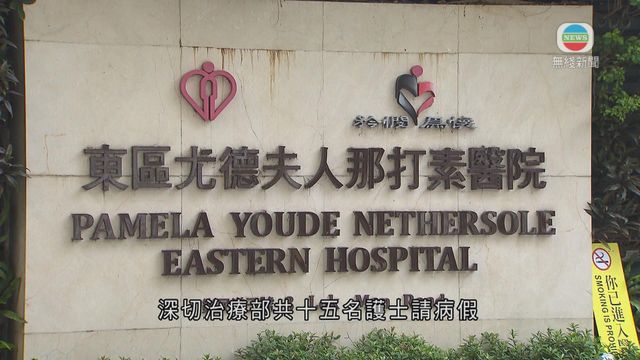 NEWS
無綫新聞
東區尤德夫人那打素醫院
PAMELA YOUDE NETHERSOLE
EASTERN HOSPITAL
深切治療部共十五名護士請病假
你已進入
SMOKING IS PROHI